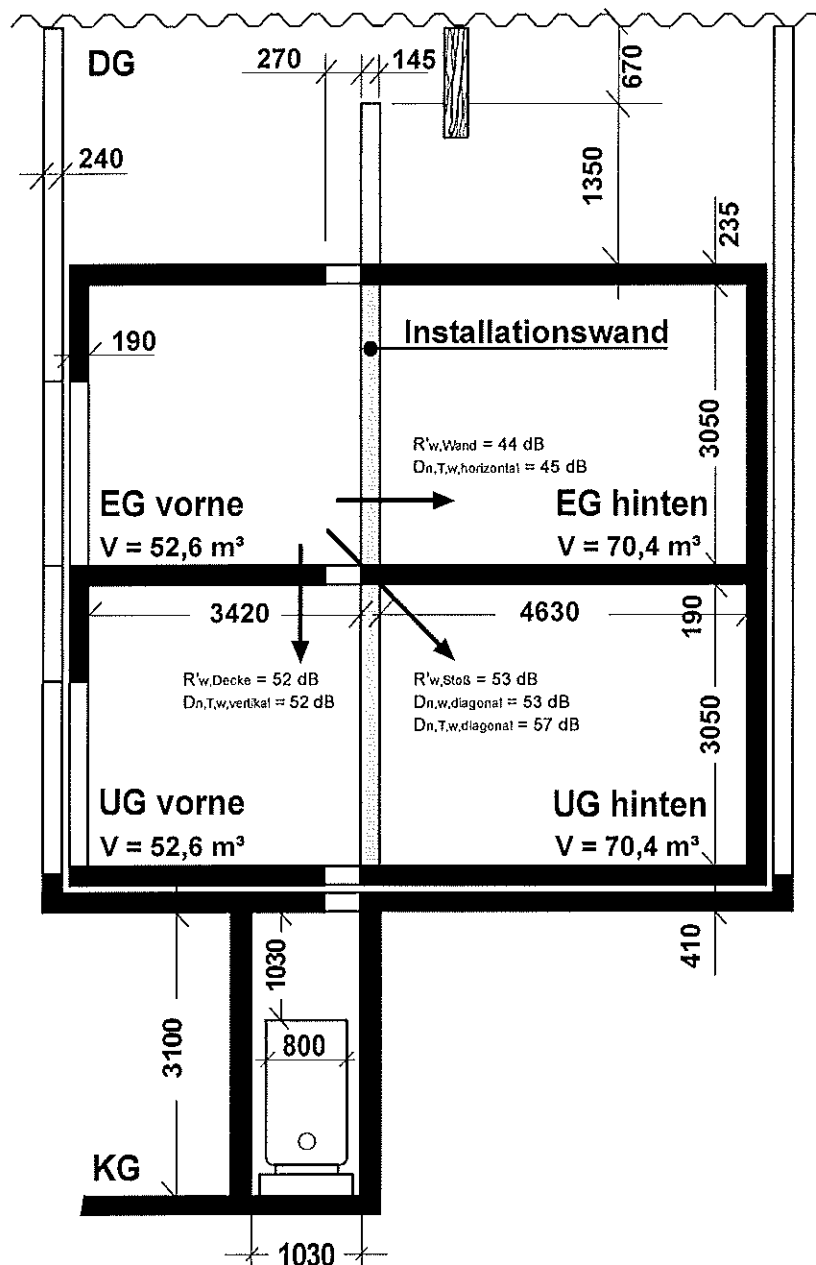 DG
270
145
670
240
1350
235
190
Installationswand
3050
R'w,Wand = 44 dB
Dn,T,w,horizontal = 45 dB
EG vorne
V = 52,6 m³
EG hinten
V = 70,4 m³
3420
4630
190
R'w,Decke = 52 dB
Dn,T,w,vertikal = 52 dB
R'w,Stoß = 53 dB
Dn,w,diagonal = 53 dB
Dn,T,w,diagonal = 57 dB
3050
UG vorne
V = 52,6 m³
UG hinten
V = 70,4 m³
410
1030
3100
800
KG
1030